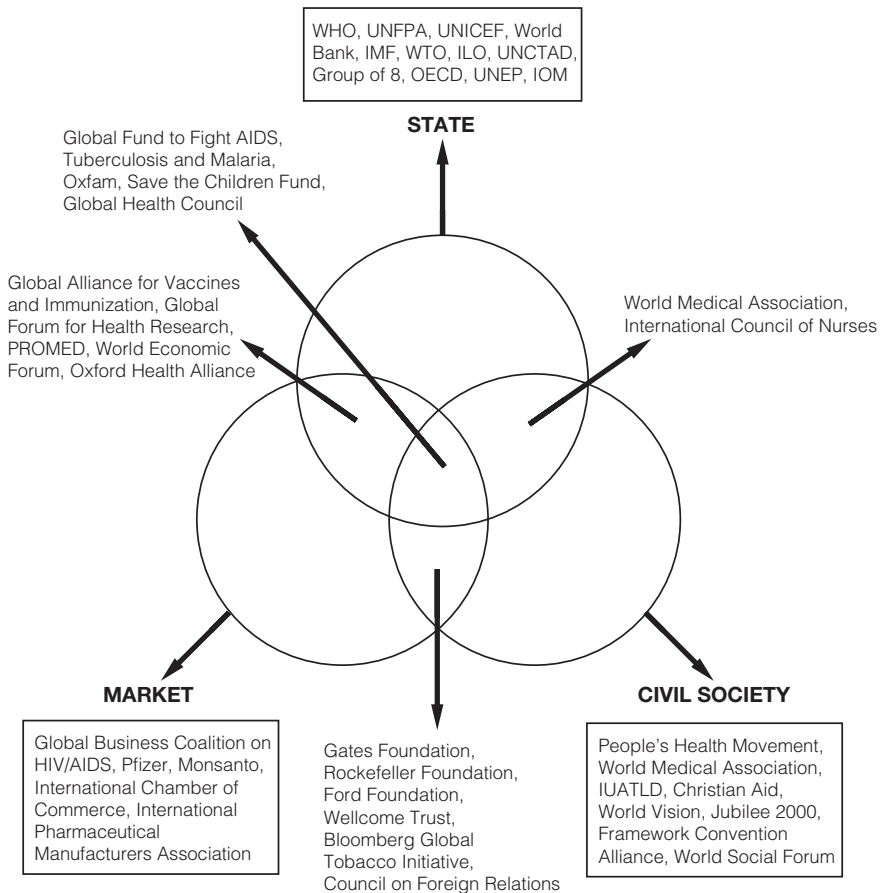 WHO, UNFPA, UNICEF, World
Bank, IMF, WTO, ILO, UNCTAD,
Group of 8, OECD, UNEP, IOM
STATE
Global Fund to Fight AIDS,
Tuberculosis and Malaria,
Oxfam, Save the Children Fund,
Global Health Council
Global Alliance for Vaccines
and Immunization, Global
Forum for Health Research,
PROMED, World Economic
Forum, Oxford Health Alliance
World Medical Association,
International Council of Nurses
MARKET
Global Business Coalition on
HIV/AIDS, Pfizer, Monsanto,
International Chamber of
Commerce, International
Pharmaceutical
Manufacturers Association
Gates Foundation,
Rockefeller Foundation,
Ford Foundation,
Wellcome Trust,
Bloomberg Global
Tobacco Initiative,
Council on Foreign Relations
CIVIL SOCIETY
People's Health Movement,
World Medical Association,
IUATLD, Christian Aid,
World Vision, Jubilee 2000,
Framework Convention
Alliance, World Social Forum